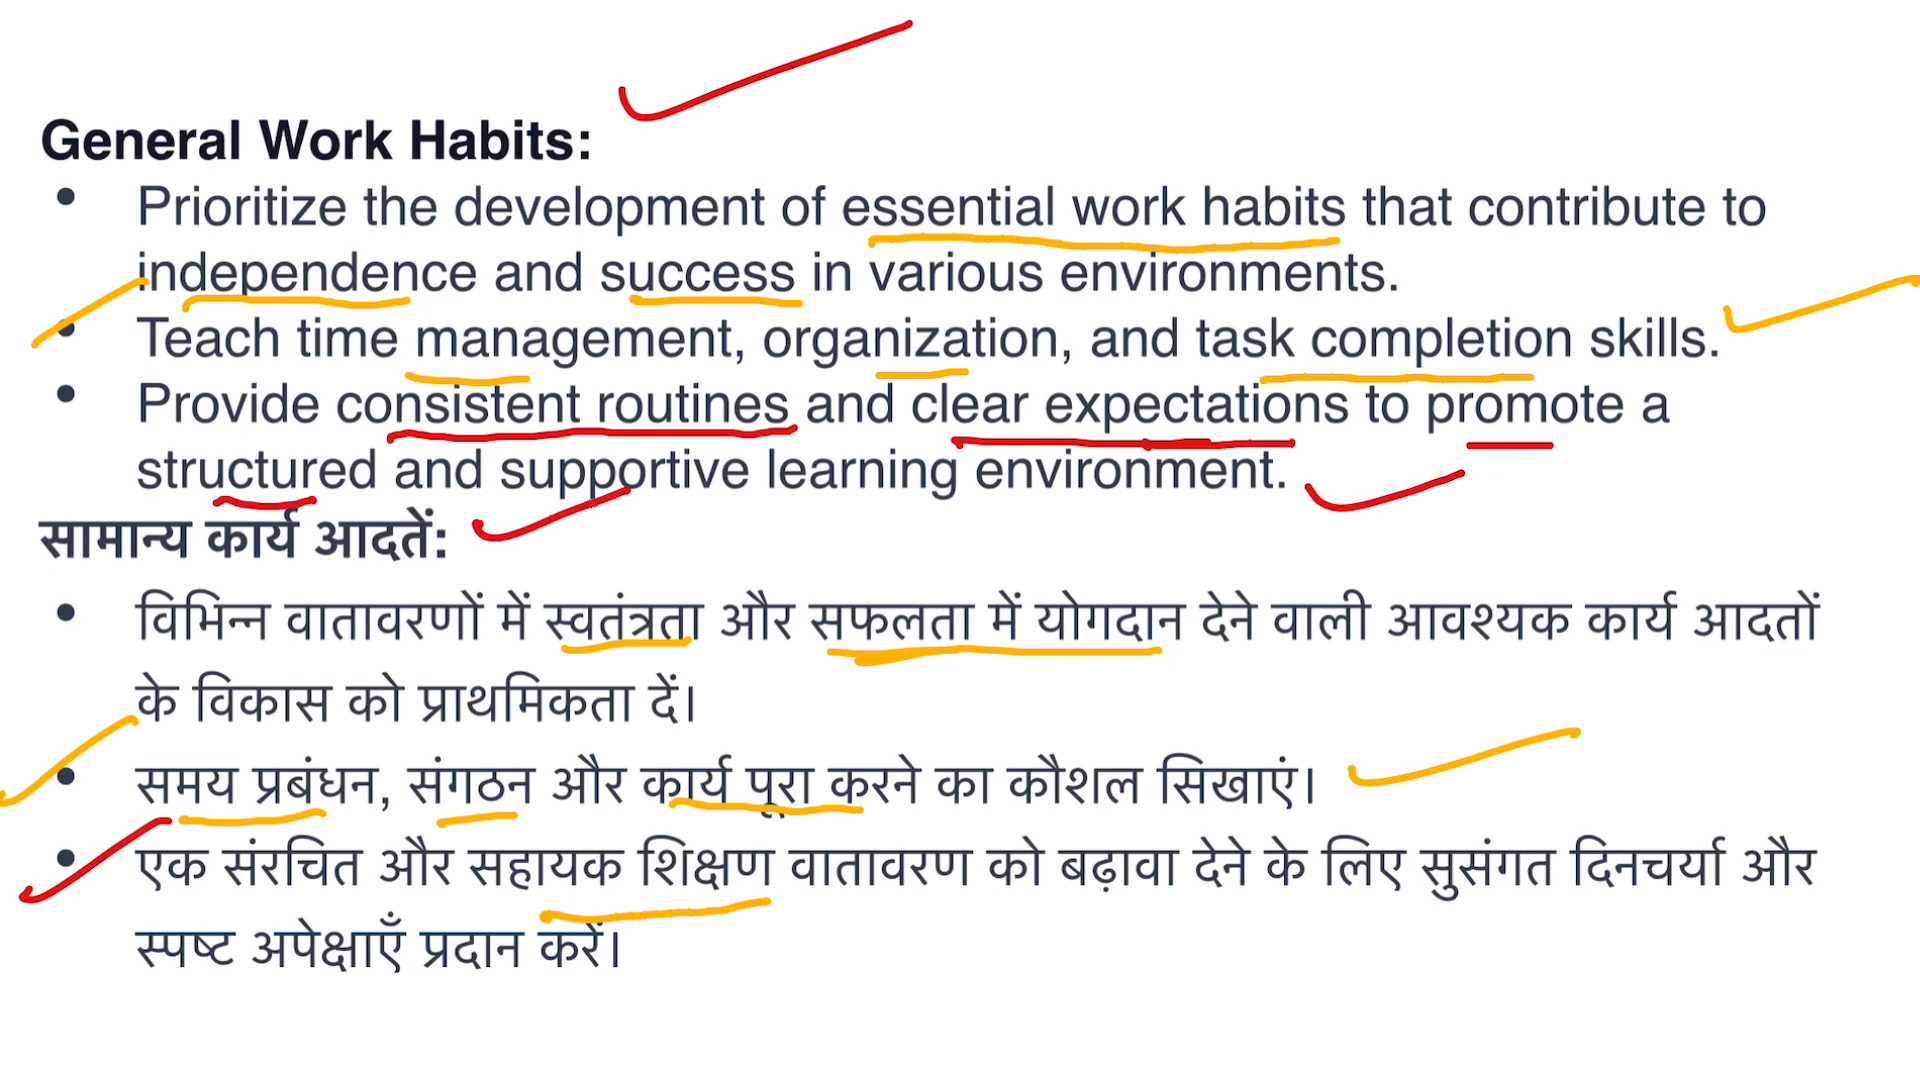 General Work Habits:
• Prioritize the development of essential work habits that contribute to
independence and success in various environments.
• Teach time management, organization, and task completion skills.
• Provide consistent routines and clear expectations to promote a
structured and supportive learning environment.
सामान्य कार्य आदतें:
• विभिन्न वातावरणों में स्वतंत्रता और सफलता में योगदान देने वाली आवश्यक कार्य आदतों
के विकास को प्राथमिकता दें।
• समय प्रबंधन, संगठन और कार्य पूरा करने का कौशल सिखाएं।
• एक संरचित और सहायक शिक्षण वातावरण को बढ़ावा देने के लिए सुसंगत दिनचर्या और
स्पष्ट अपेक्षाएँ प्रदान करें।